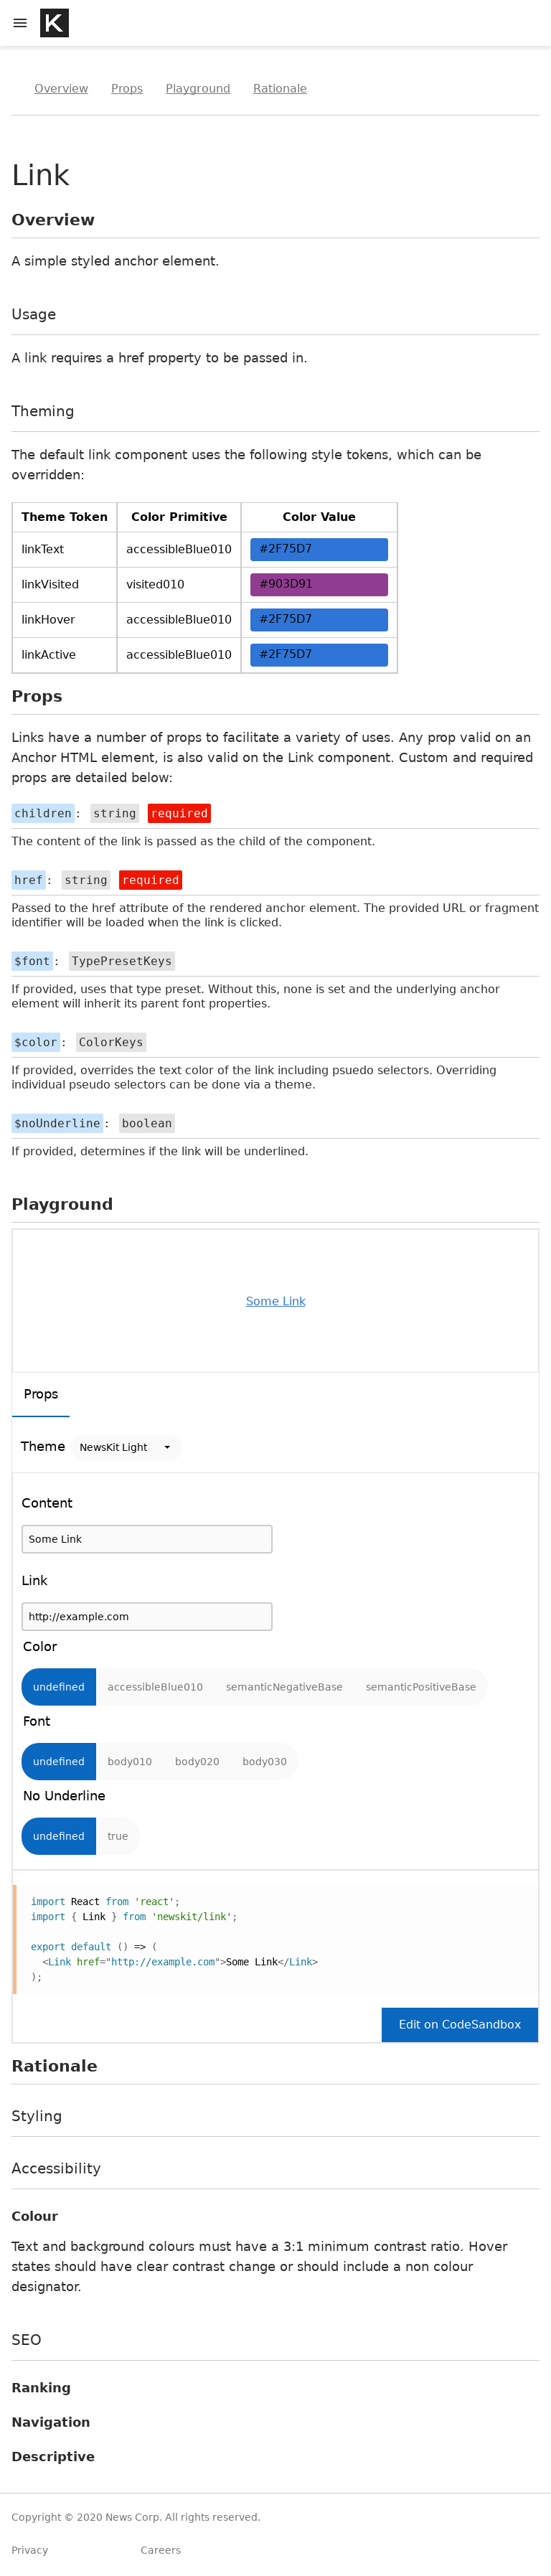 K
Overview Props Playground Rationale
Link
Overview
A simple styled anchor element.
Usage
A link requires a href property to be passed in.
Theming
The default link component uses the following style tokens, which can be
overridden:
Theme Token Color Primitive Color Value
linkText accessibleBlue010 #2F75D7
linkVisited visited010 #903D91
linkHover accessibleBlue010 #2F75D7
linkActive accessibleBlue010 #2F75D7
Props
Links have a number of props to facilitate a variety of uses. Any prop valid on an
Anchor HTML element, is also valid on the Link component. Custom and required
props are detailed below:
children: string required
The content of the link is passed as the child of the component.
href: string required
Passed to the href attribute of the rendered anchor element. The provided URL or fragment
identifier will be loaded when the link is clicked.
$font: TypePresetKeys
If provided, uses that type preset. Without this, none is set and the underlying anchor
element will inherit its parent font properties.
$color: ColorKeys
If provided, overrides the text color of the link including psuedo selectors. Overriding
individual pseudo selectors can be done via a theme.
$noUnderline: boolean
If provided, determines if the link will be underlined.
Playground
Some Link
Props
Theme NewsKit Light
Content
Some Link
Link
http://example.com
Color
undefined accessibleBlue010 semanticNegativeBase semanticPositiveBase
Font
undefined body010 body020 body030
No Underline
undefined true
import React from 'react';
import { Link } from 'newskit/link';
export default () => (
<Link href="http://example.com">Some Link</Link>
);
Edit on CodeSandbox
Rationale
Styling
Accessibility
Colour
Text and background colours must have a 3:1 minimum contrast ratio. Hover
states should have clear contrast change or should include a non colour
designator.
SEO
Ranking
Navigation
Descriptive
Copyright © 2020 News Corp. All rights reserved.
Privacy Careers